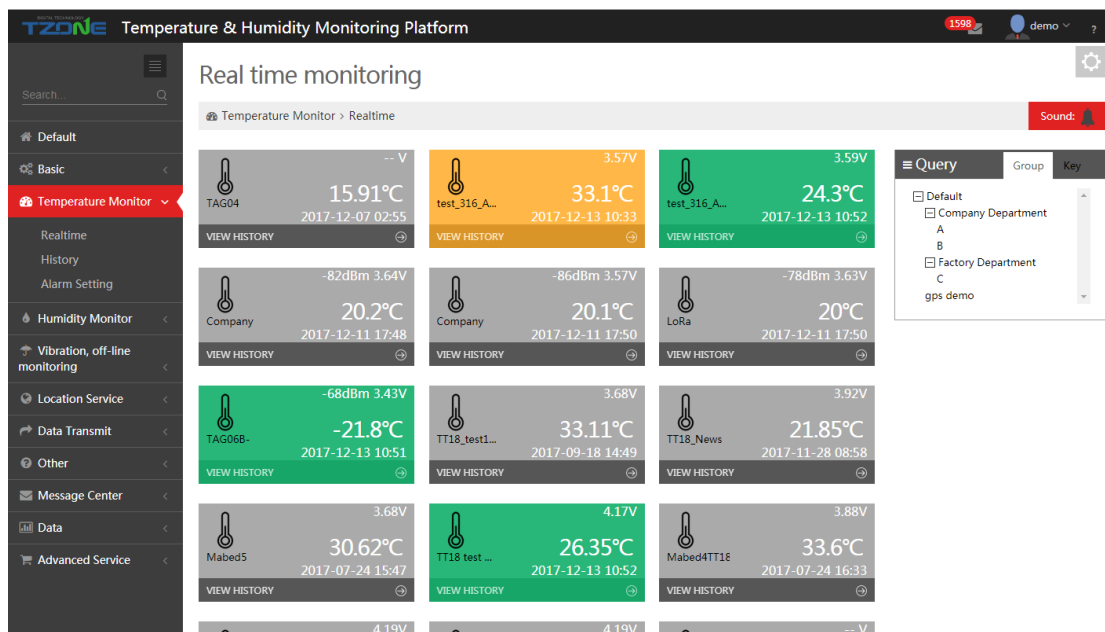 DIGITAL TECHNOLOGY
TZONE
Temperature & Humidity Monitoring Platform
1598
demo
?
Search...
Default
Basic
Temperature Monitor
Realtime
History
Alarm Setting
Humidity Monitor
Vibration, off-line
monitoring
Location Service
Data Transmit
Other
Message Center
Data
Advanced Service
Real time monitoring
Temperature Monitor > Realtime
Sound:
-- V
15.91℃
TAG04
2017-12-07 02:55
VIEW HISTORY
3.57V
33.1℃
test_316_A...
2017-12-13 10:33
VIEW HISTORY
3.59V
24.3℃
test_316_A...
2017-12-13 10:52
VIEW HISTORY
-82dBm 3.64V
20.2℃
Company
2017-12-11 17:48
VIEW HISTORY
-86dBm 3.57V
20.1℃
Company
2017-12-11 17:50
VIEW HISTORY
-78dBm 3.63V
20℃
LoRa
2017-12-11 17:50
VIEW HISTORY
-68dBm 3.43V
-21.8℃
TAG06B-
2017-12-13 10:51
VIEW HISTORY
3.68V
33.11℃
TT18_test1...
2017-09-18 14:49
VIEW HISTORY
3.92V
21.85℃
TT18_News
2017-11-28 08:58
VIEW HISTORY
3.68V
30.62℃
Mabed5
2017-07-24 15:47
VIEW HISTORY
4.17V
26.35℃
TT18 test ...
2017-12-13 10:52
VIEW HISTORY
3.88V
33.6℃
Mabed4TT18
2017-07-24 16:33
VIEW HISTORY
4.19V
4.19V
-- V
Query
Group
Key
Default
Company Department
A
B
Factory Department
C
gps demo